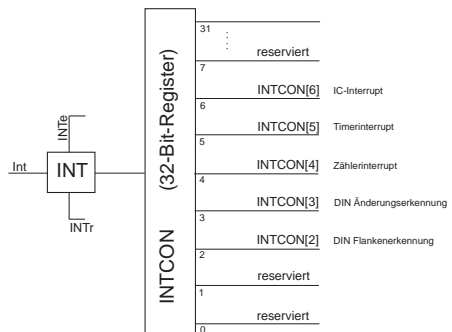 31
reserviert
7
INTCON[6] IC-Interrupt
6
INTCON[5] Timerinterrupt
5
INTCON[4] Zählerinterrupt
4
INTCON[3] DIN Änderungserkennung
3
INTCON[2] DIN Flankenerkennung
2
reserviert
1
reserviert
0
INTCON (32-Bit-Register)
INTe
Int
INT
INTr